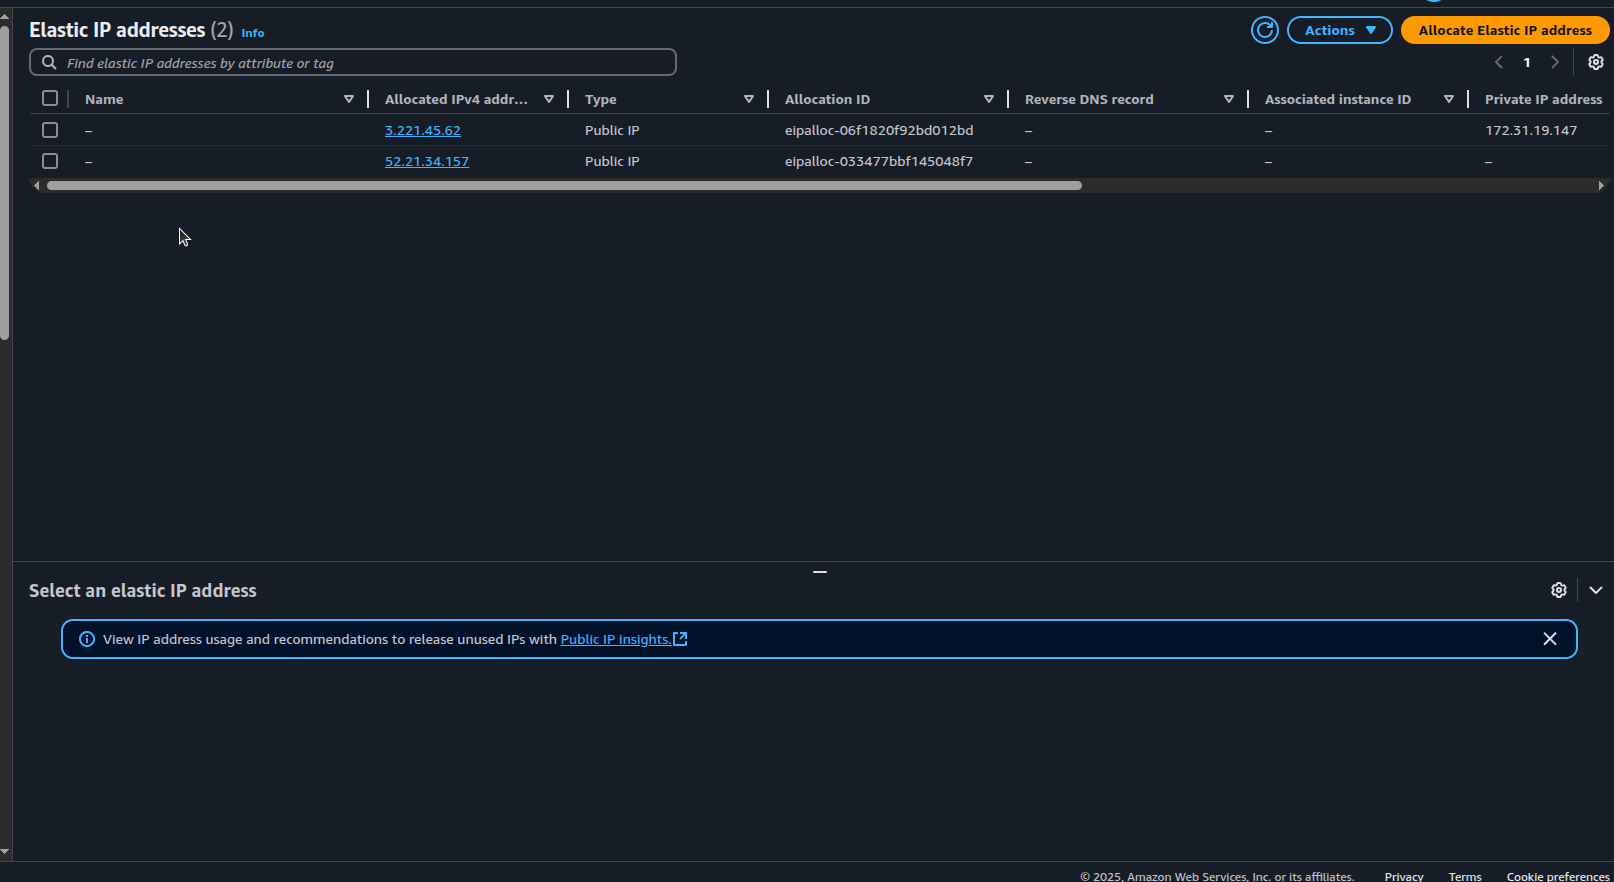 Elastic IP addresses (2) Info
Actions
Allocate Elastic IP address
Find elastic IP addresses by attribute or tag
1
Name Allocated IPv4 addr... Type Allocation ID Reverse DNS record Associated instance ID Private IP address
– 3.221.45.62 Public IP eipalloc-06f1820f92bd012bd – – 172.31.19.147
– 52.21.34.157 Public IP eipalloc-033477bbf145048f7 – – –
Select an elastic IP address
View IP address usage and recommendations to release unused IPs with Public IP insights.
© 2025, Amazon Web Services, Inc. or its affiliates. Privacy Terms Cookie preferences